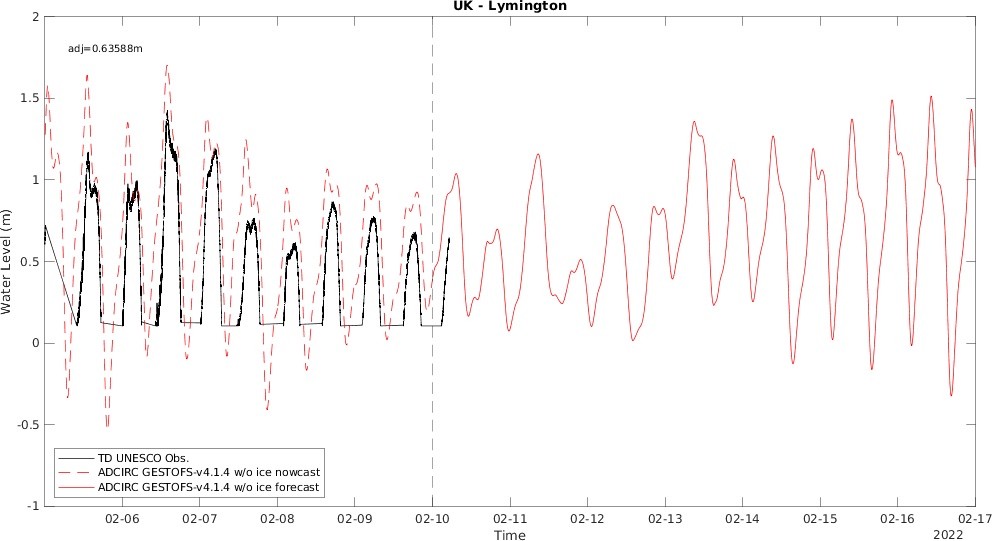 UK - Lymington
adj=0.63588m
Water Level (m)
2
1.5
1
0.5
0
-0.5
-1
TD UNESCO Obs.
ADCIRC GESTOFS-v4.1.4 w/o ice nowcast
ADCIRC GESTOFS-v4.1.4 w/o ice forecast
02-06 02-07 02-08 02-09 02-10 02-11 02-12 02-13 02-14 02-15 02-16 02-17
Time
2022